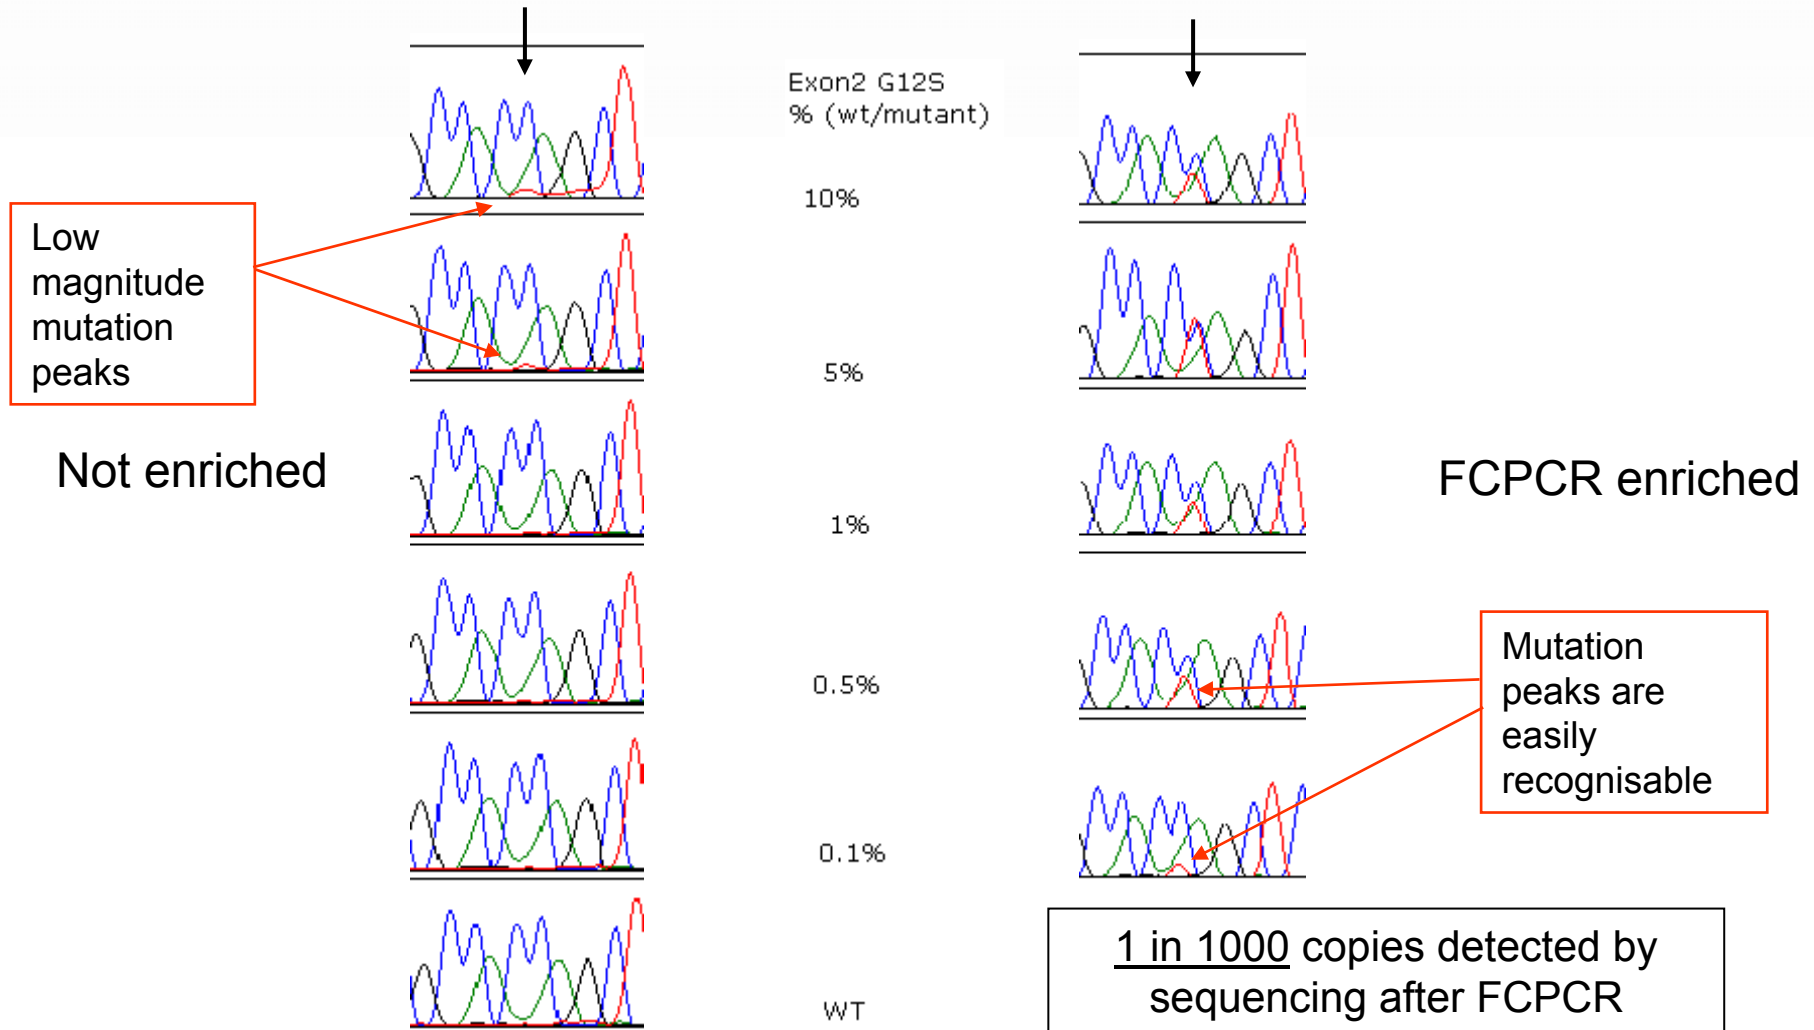 Exon2 G12S
% (wt/mutant)
10%
Low
magnitude
mutation
peaks
5%
Not enriched
FCPCR enriched
1%
0.5%
Mutation
peaks are
easily
recognisable
0.1%
1 in 1000 copies detected by
sequencing after FCPCR
WT